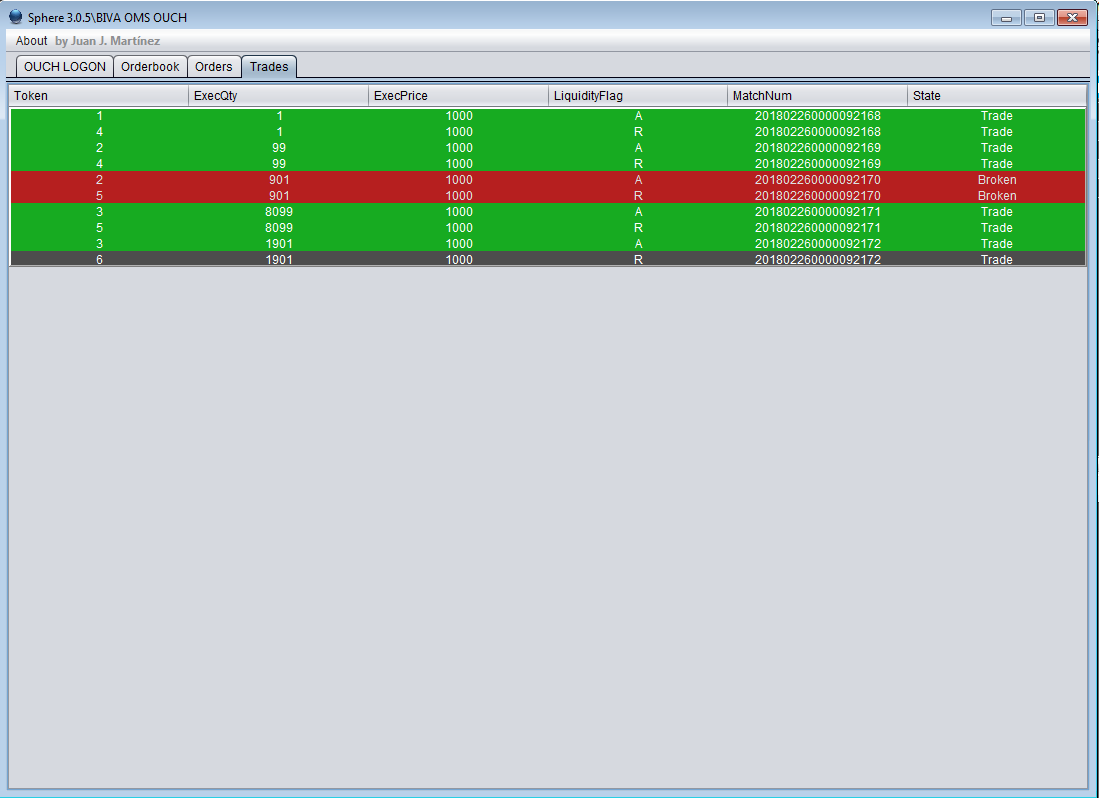 Sphere 3.0.5\BIVA OMS OUCH
About by Juan J. Martínez
OUCH LOGON Orderbook Orders Trades
Token ExecQty ExecPrice LiquidityFlag MatchNum State
1 1 1000 A 201802260000092168 Trade
4 1 1000 R 201802260000092168 Trade
2 99 1000 A 201802260000092169 Trade
4 99 1000 R 201802260000092169 Trade
2 901 1000 A 201802260000092170 Broken
5 901 1000 R 201802260000092170 Broken
3 8099 1000 A 201802260000092171 Trade
5 8099 1000 R 201802260000092171 Trade
3 1901 1000 A 201802260000092172 Trade
6 1901 1000 R 201802260000092172 Trade